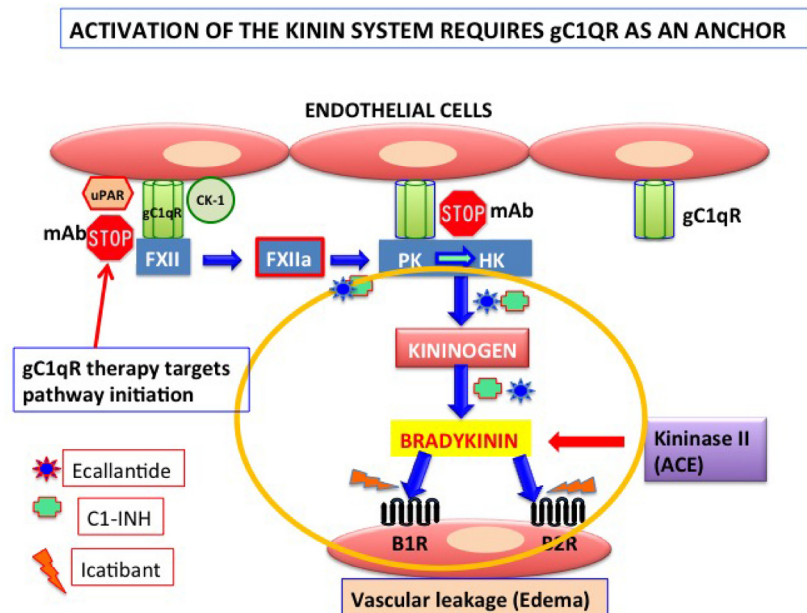 ACTIVATION OF THE KININ SYSTEM REQUIRES gC1QR AS AN ANCHOR
ENDOTHELIAL CELLS
uPAR
gC1qR
CK-1
mAb
STOP
STOP
mAb
gC1qR
FXII
FXIIa
PK
HK
KININOGEN
gC1qR therapy targets
pathway initiation
BRADYKININ
Kininase II
(ACE)
Ecallantide
C1-INH
Icatibant
B1R
B2R
Vascular leakage (Edema)